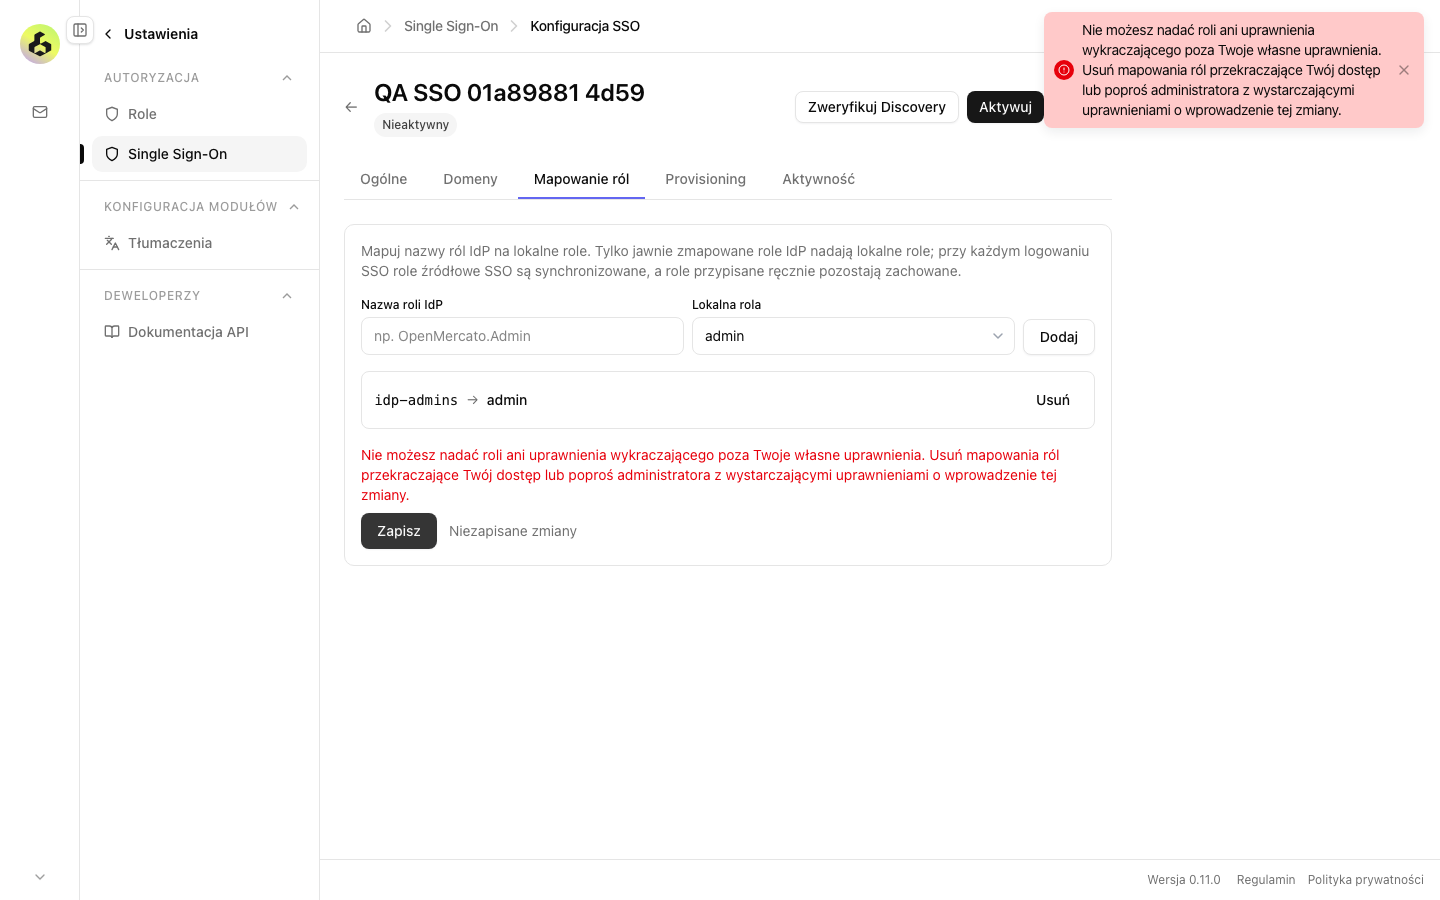 Ustawienia
AUTORYZACJA
Role
Single Sign-On
KONFIGURACJA MODUŁÓW
Tłumaczenia
DEWELOPERZY
Dokumentacja API
Single Sign-On
Konfiguracja SSO
Nie możesz nadać roli ani uprawnienia
wykraczającego poza Twoje własne uprawnienia.
Usuń mapowania ról przekraczające Twój dostęp
lub poproś administratora z wystarczającymi
uprawnieniami o wprowadzenie tej zmiany.
QA SSO 01a89881 4d59
Nieaktywny
Zweryfikuj Discovery
Aktywuj
Ogólne
Domeny
Mapowanie ról
Provisioning
Aktywność
Mapuj nazwy ról IdP na lokalne role. Tylko jawnie zmapowane role IdP nadają lokalne role; przy każdym logowaniu
SSO role źródłowe SSO są synchronizowane, a role przypisane ręcznie pozostają zachowane.
Nazwa roli IdP
Lokalna rola
np. OpenMercato.Admin
admin
Dodaj
idp-admins → admin
Usuń
Nie możesz nadać roli ani uprawnienia wykraczającego poza Twoje własne uprawnienia. Usuń mapowania ról
przekraczające Twój dostęp lub poproś administratora z wystarczającymi uprawnieniami o wprowadzenie tej
zmiany.
Zapisz
Niezapisane zmiany
Wersja 0.11.0
Regulamin
Polityka prywatności